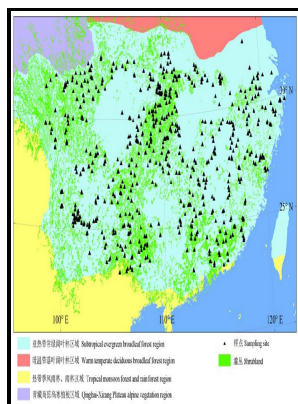 30° N
25° N
100° E
110° E
120° E
亚热带常绿阔叶林区域 Subtropical evergreen broadleaf forest region
暖温带落叶阔叶林区域 Warm temperate deciduous broadleaf forest region
热带季风雨林、雨林区域 Tropical monsoon forest and rain forest region
青藏高原高寒植被区域 Qinghai-Xizang Plateau alpine vegetation region
样点 Sampling site
灌丛 Shrubland